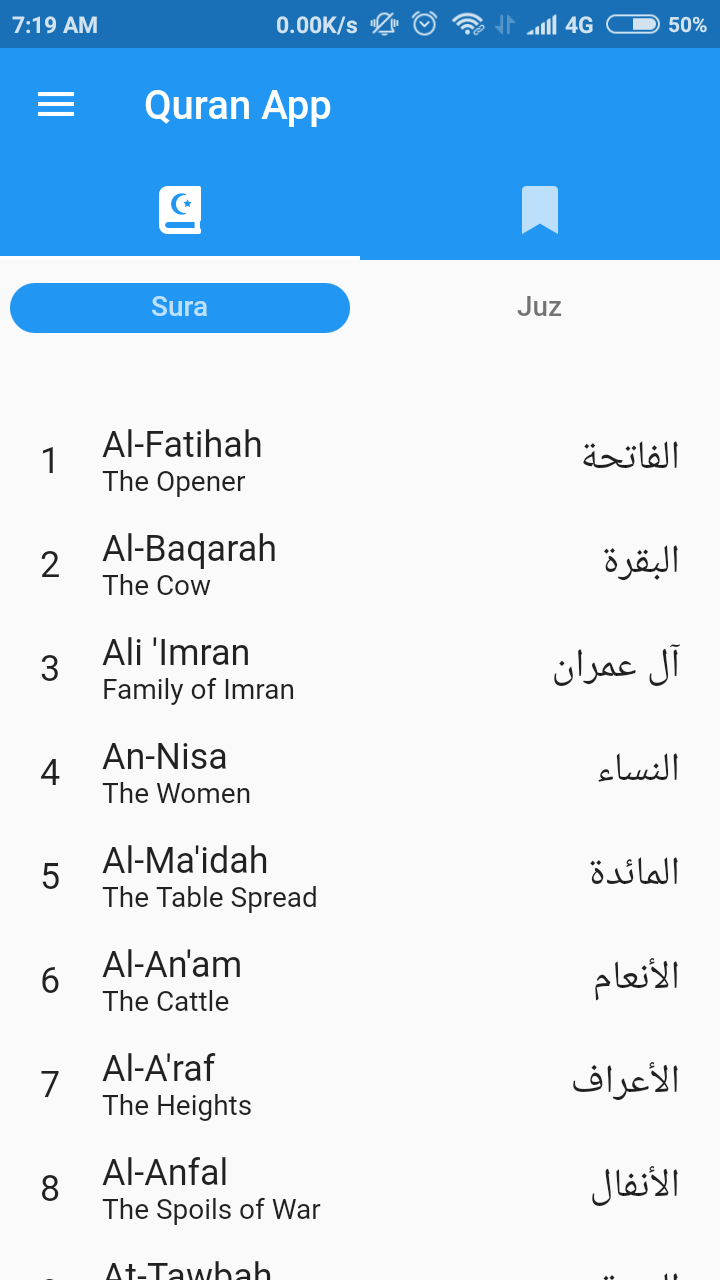 7:19 AM 0.00K/s 4G 50%
Quran App
Sura Juz
1 Al-Fatihah الفاتحة
The Opener
2 Al-Baqarah البقرة
The Cow
3 Ali 'Imran آل عمران
Family of Imran
4 An-Nisa النساء
The Women
5 Al-Ma'idah المائدة
The Table Spread
6 Al-An'am الأنعام
The Cattle
7 Al-A'raf الأعراف
The Heights
8 Al-Anfal الأنفال
The Spoils of War
At-Tawbah